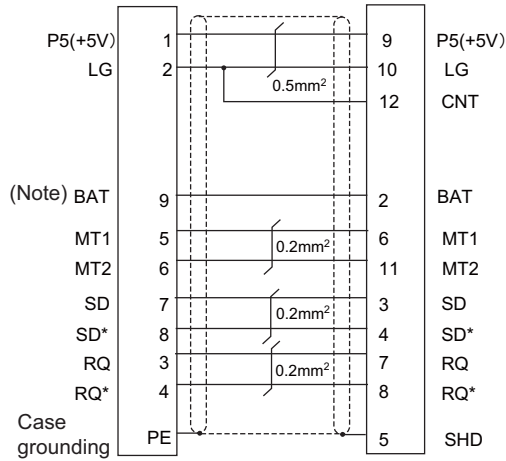 P5(+5V) 1 9 P5(+5V)
LG 2 10 LG
0.5mm²
12 CNT
(Note) BAT 9 2 BAT
MT1 5 6 MT1
0.2mm²
MT2 6 11 MT2
SD 7 3 SD
0.2mm²
SD* 8 4 SD*
RQ 3 7 RQ
0.2mm²
RQ* 4 8 RQ*
Case
grounding PE 5 SHD